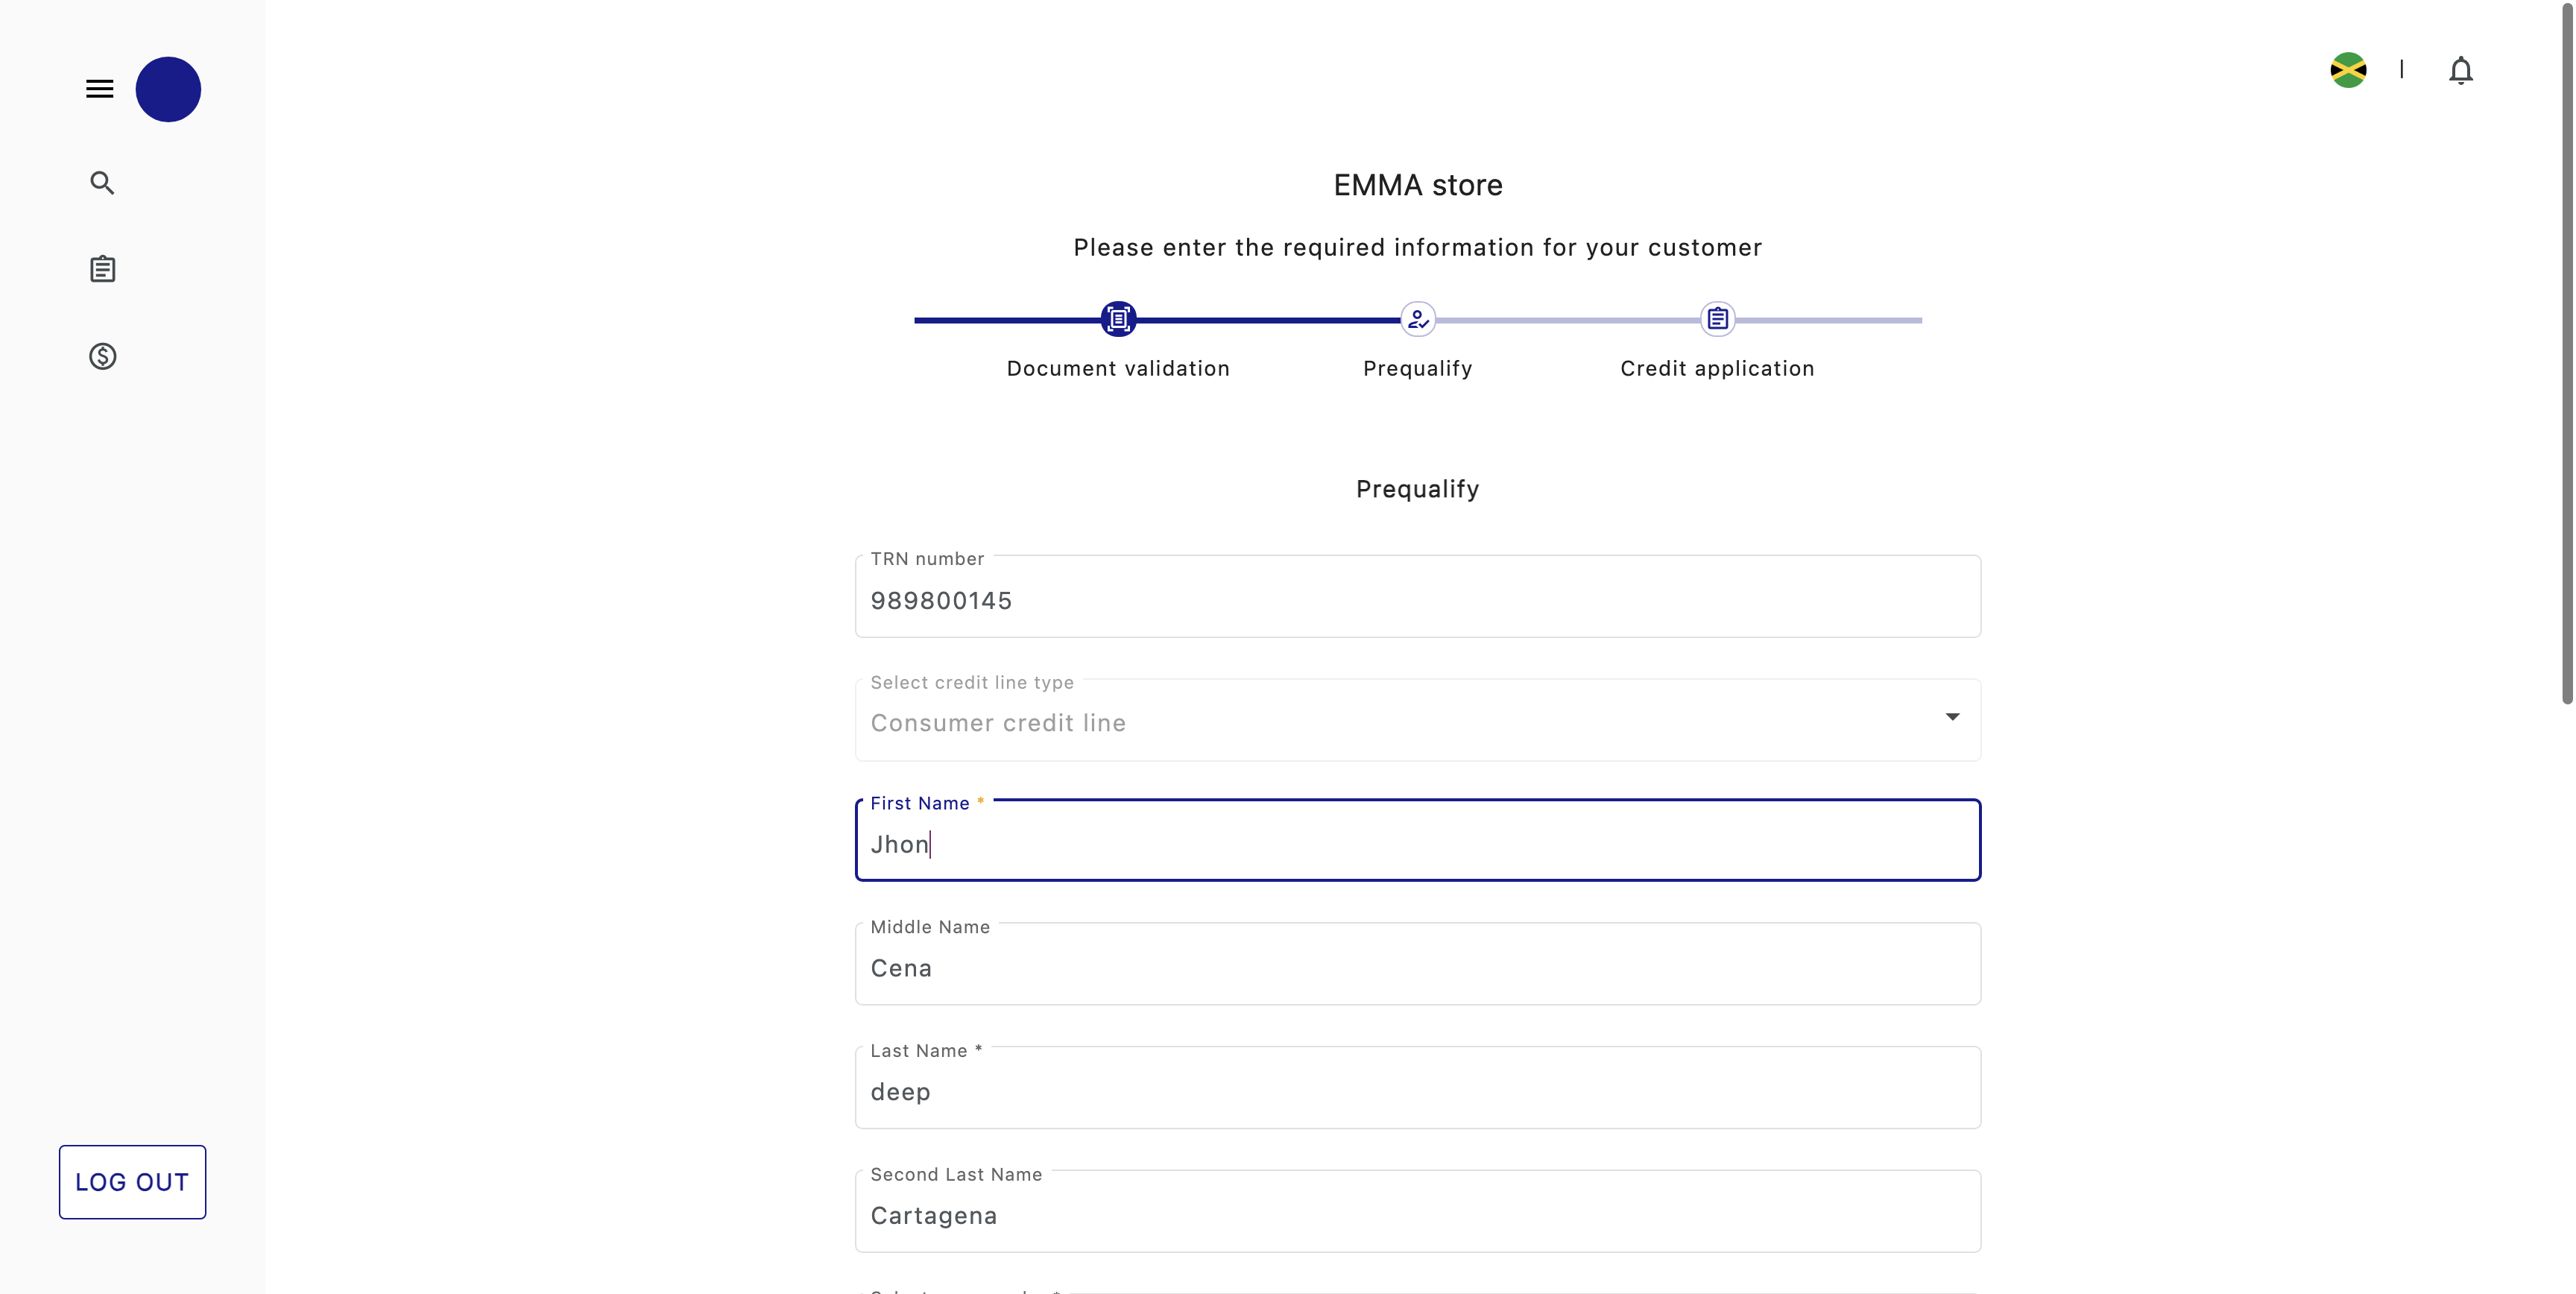 EMMA store
Please enter the required information for your customer
Document validation
Prequalify
Credit application
Prequalify
TRN number
989800145
Select credit line type
Consumer credit line
First Name *
Jhon
Middle Name
Cena
Last Name *
deep
Second Last Name
Cartagena
LOG OUT